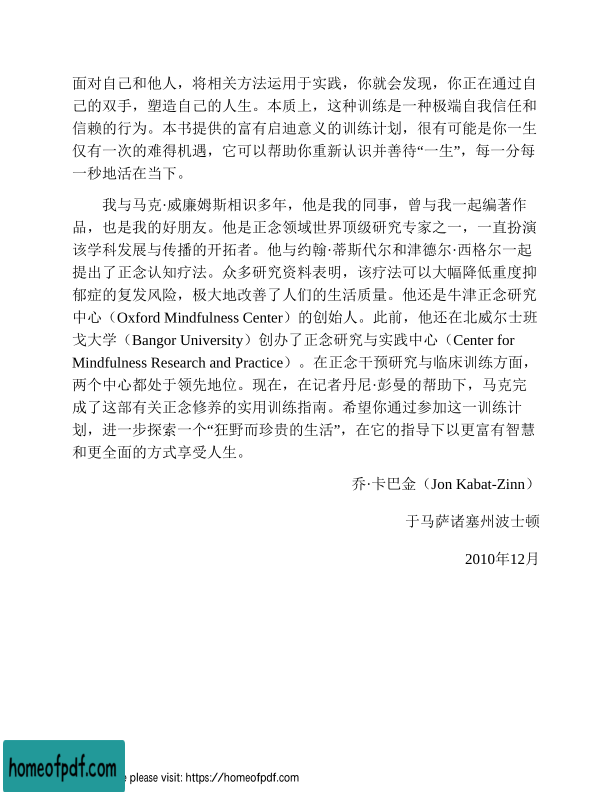 面对自己和他人，将相关方法运用于实践，你就会发现，你正在通过自
己的双手，塑造自己的人生。本质上，这种训练是一种极端自我信任和
信赖的行为。本书提供的富有启迪意义的训练计划，很有可能是你一生
仅有一次的难得机遇，它可以帮助你重新认识并善待“一生”，每一分每
一秒地活在当下。
我与马克·威廉姆斯相识多年，他是我的同事，曾与我一起编著作
品，也是我的好朋友。他是正念领域世界顶级研究专家之一，一直扮演
该学科发展与传播的开拓者。他与约翰·蒂斯代尔和津德尔·西格尔一起
提出了正念认知疗法。众多研究资料表明，该疗法可以大幅降低重度抑
郁症的复发风险，极大地改善了人们的生活质量。他还是牛津正念研究
中心（Oxford Mindfulness Center）的创始人。此前，他还在北威尔士班
戈大学（Bangor University）创办了正念研究与实践中心（Center for
Mindfulness Research and Practice）。在正念干预研究与临床训练方面，
两个中心都处于领先地位。现在，在记者丹尼·彭曼的帮助下，马克完
成了这部有关正念修养的实用训练指南。希望你通过参加这一训练计
划，进一步探索一个“狂野而珍贵的生活”，在它的指导下以更富有智慧
和更全面的方式享受人生。
乔·卡巴金（Jon Kabat-Zinn）
于马萨诸塞州波士顿
2010年12月
homeofpdf.com
please visit: https://homeofpdf.com